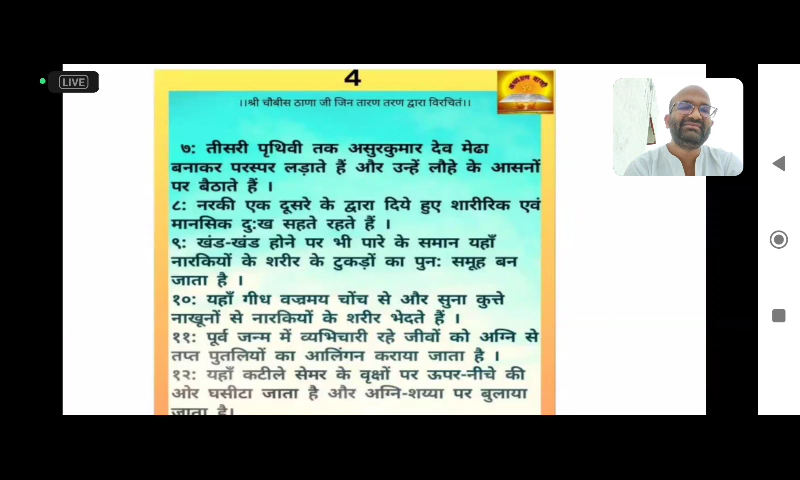 LIVE
4
।।श्री चौबीस ठाणा जी जिन तारण तरण द्वारा विरचितं।।
७: तीसरी पृथिवी तक असुरकुमार देव मेढा
बनाकर परस्पर लड़ाते हैं और उन्हें लौहे के आसनों
पर बैठाते हैं ।
८: नरकी एक दूसरे के द्वारा दिये हुए शारीरिक एवं
मानसिक दु:ख सहते रहते हैं ।
९: खंड-खंड होने पर भी पारे के समान यहाँ
नारकियों के शरीर के टुकड़ों का पुन: समूह बन
जाता है ।
१०: यहाँ गीध वज्रमय चोंच से और सुना कुत्ते
नाखूनों से नारकियों के शरीर भेदते हैं ।
११: पूर्व जन्म में व्यभिचारी रहे जीवों को अग्नि से
तप्त पुतलियों का आलिंगन कराया जाता है ।
१२: यहाँ कटीले सेमर के वृक्षों पर ऊपर-नीचे की
ओर घसीटा जाता है और अग्नि-शय्या पर बुलाया
जाता है।